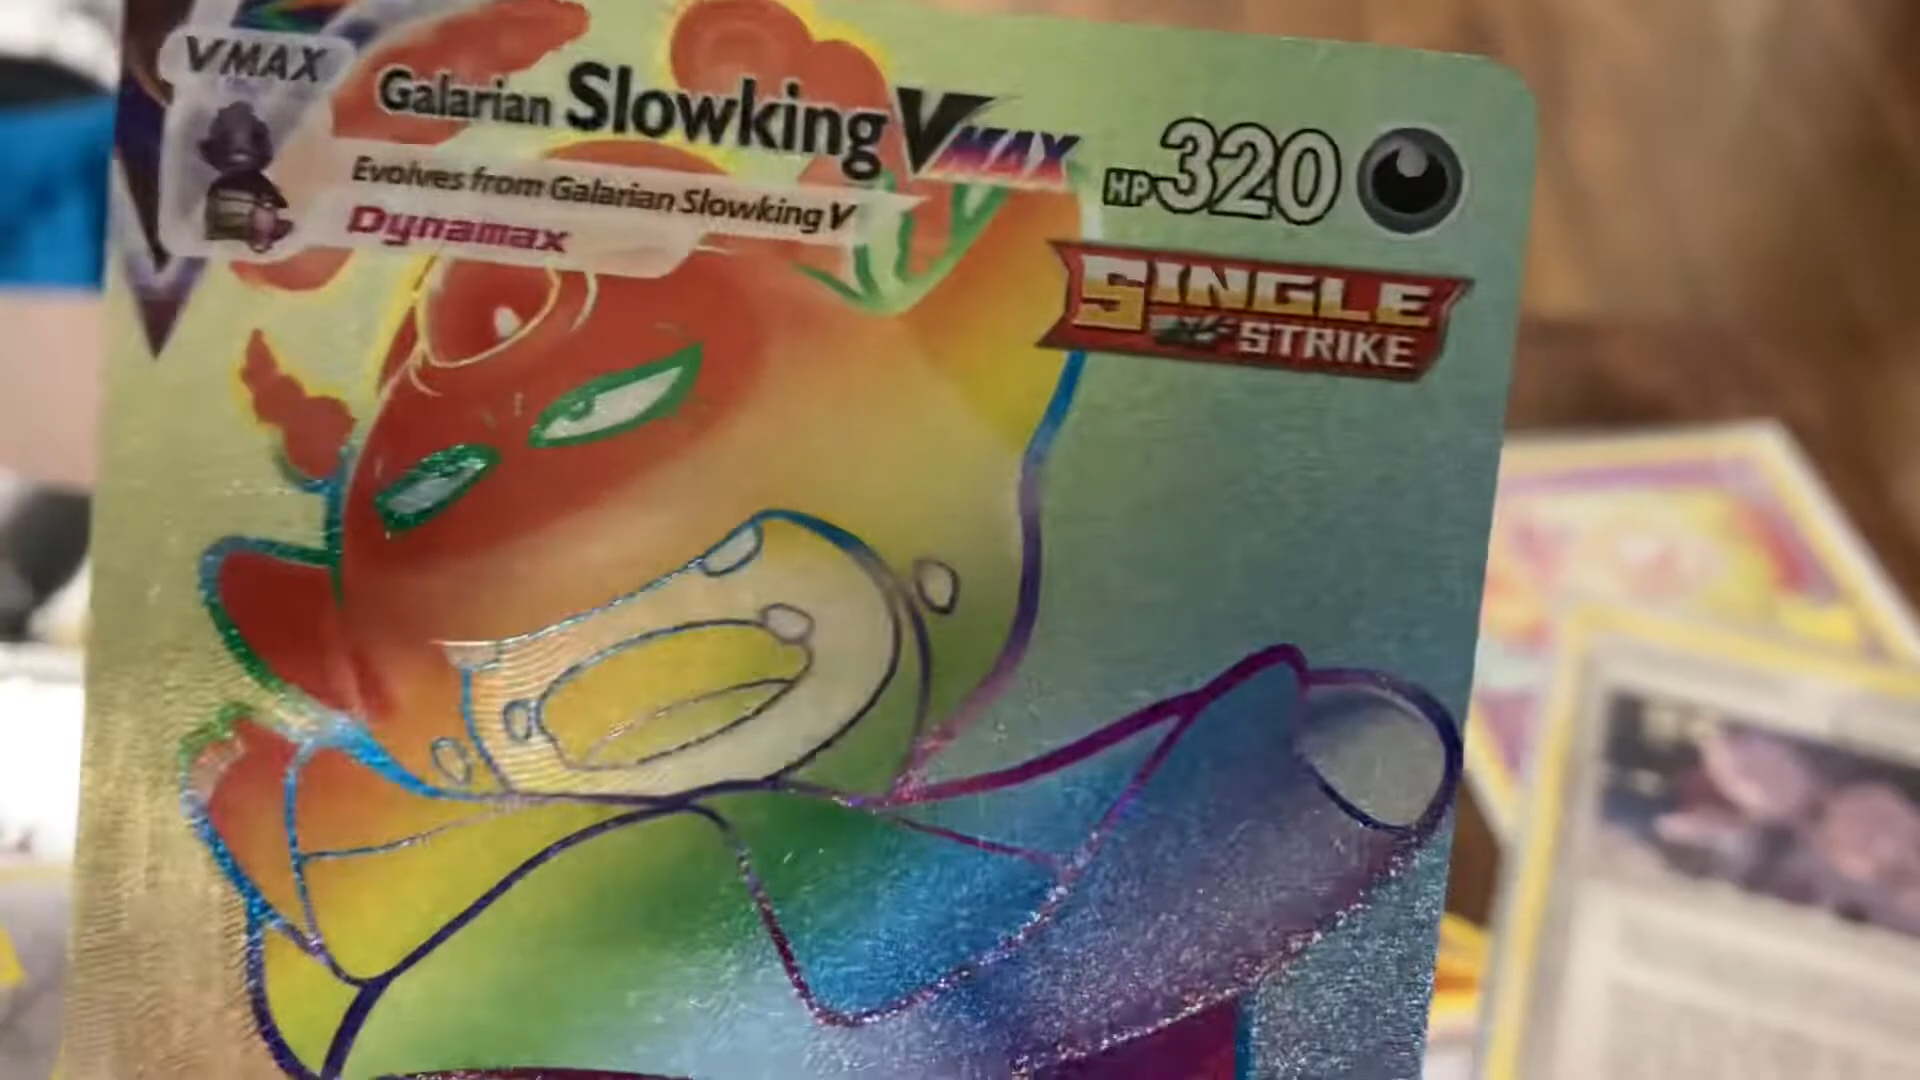 VMAX
Galarian Slowking VMAX HP 320
Evolves from Galarian Slowking V
Dynamax
SINGLE
STRIKE